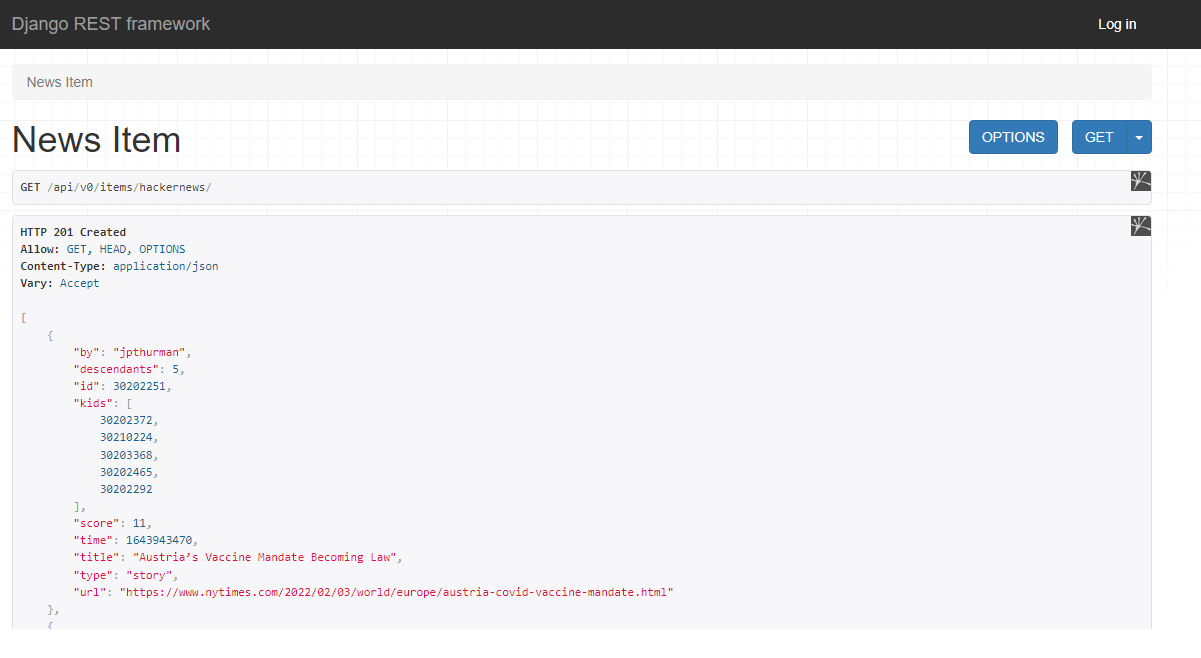 Django REST framework
Log in
News Item
News Item
OPTIONS
GET
GET /api/v0/items/hackernews/
HTTP 201 Created
Allow: GET, HEAD, OPTIONS
Content-Type: application/json
Vary: Accept
[
{
"by": "jpthurman",
"descendants": 5,
"id": 30202251,
"kids": [
30202372,
30210224,
30203368,
30202465,
30202292
],
"score": 11,
"time": 1643943470,
"title": "Austria’s Vaccine Mandate Becoming Law",
"type": "story",
"url": "https://www.nytimes.com/2022/02/03/world/europe/austria-covid-vaccine-mandate.html"
},
{